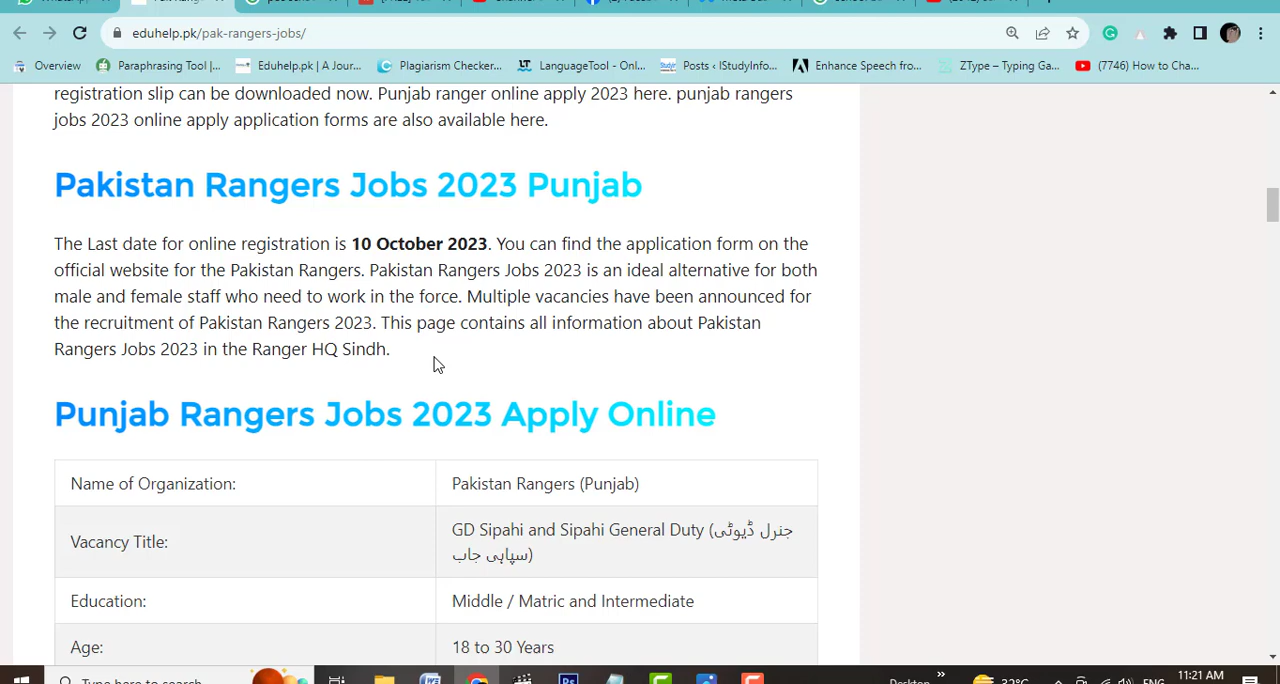 eduhelp.pk/pak-rangers-jobs/
Overview Paraphrasing Tool |... Eduhelp.pk | A Jour... Plagiarism Checker... LanguageTool - Onl... Posts ‹ IStudyInfo... Enhance Speech fro... ZType – Typing Ga... (7746) How to Cha...
registration slip can be downloaded now. Punjab ranger online apply 2023 here. punjab rangers
jobs 2023 online apply application forms are also available here.
Pakistan Rangers Jobs 2023 Punjab
The Last date for online registration is 10 October 2023. You can find the application form on the
official website for the Pakistan Rangers. Pakistan Rangers Jobs 2023 is an ideal alternative for both
male and female staff who need to work in the force. Multiple vacancies have been announced for
the recruitment of Pakistan Rangers 2023. This page contains all information about Pakistan
Rangers Jobs 2023 in the Ranger HQ Sindh.
Punjab Rangers Jobs 2023 Apply Online
Name of Organization: Pakistan Rangers (Punjab)
Vacancy Title: GD Sipahi and Sipahi General Duty (جنرل ڈیوٹی
سپاہی جاب)
Education: Middle / Matric and Intermediate
Age: 18 to 30 Years
Type here to search Desktop 32°C ENG 11:21 AM